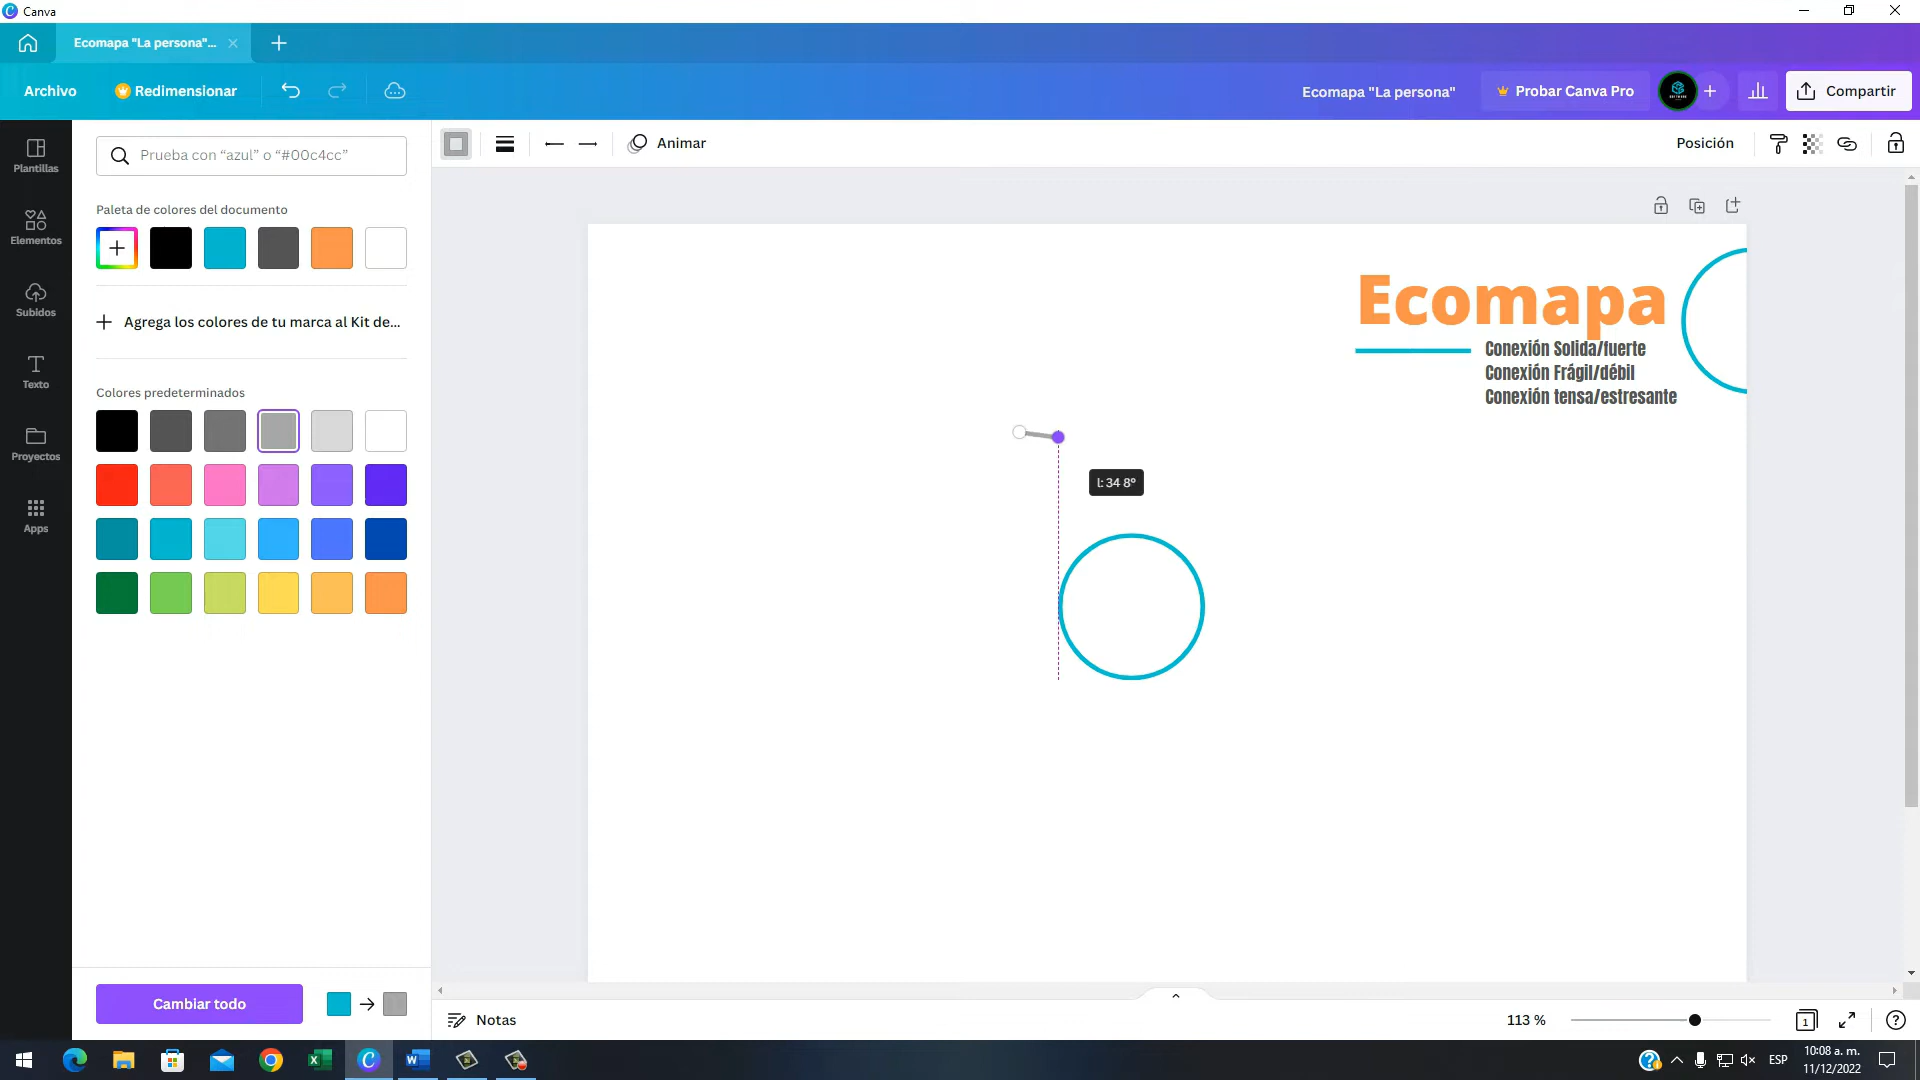 Canva
Ecomapa "La persona"...
Archivo
Redimensionar
Ecomapa "La persona"
Probar Canva Pro
Compartir
Plantillas
Elementos
Subidos
Texto
Proyectos
Apps
Prueba con “azul” o “#00c4cc”
Paleta de colores del documento
Agrega los colores de tu marca al Kit de...
Colores predeterminados
Cambiar todo
Animar
Posición
Ecomapa
Conexión Solida/fuerte
Conexión Frágil/débil
Conexión tensa/estresante
l: 34 8°
Notas
113 %
1
ESP
10:08 a. m.
11/12/2022